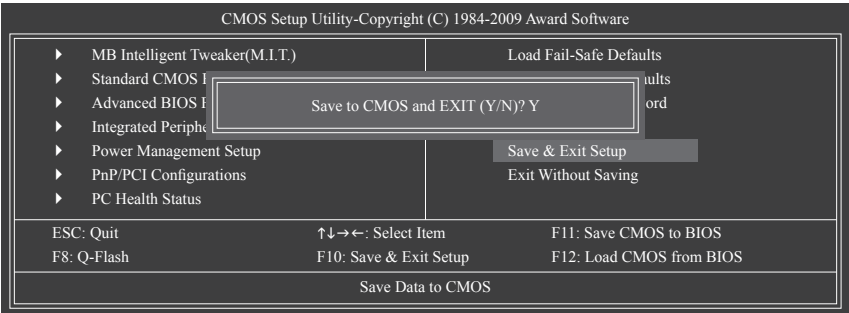 CMOS Setup Utility-Copyright (C) 1984-2009 Award Software
MB Intelligent Tweaker(M.I.T.)
Standard CMOS
Advanced BIOS
Integrated
Power Management Setup
PnP/PCI Configurations
PC Health Status
Load Fail-Safe Defaults
Save & Exit Setup
Exit Without Saving
Save to CMOS and EXIT (Y/N)? Y
ESC: Quit
↑↓→←: Select Item
F11: Save CMOS to BIOS
F8: Q-Flash
F10: Save & Exit Setup
F12: Load CMOS from BIOS
Save Data to CMOS